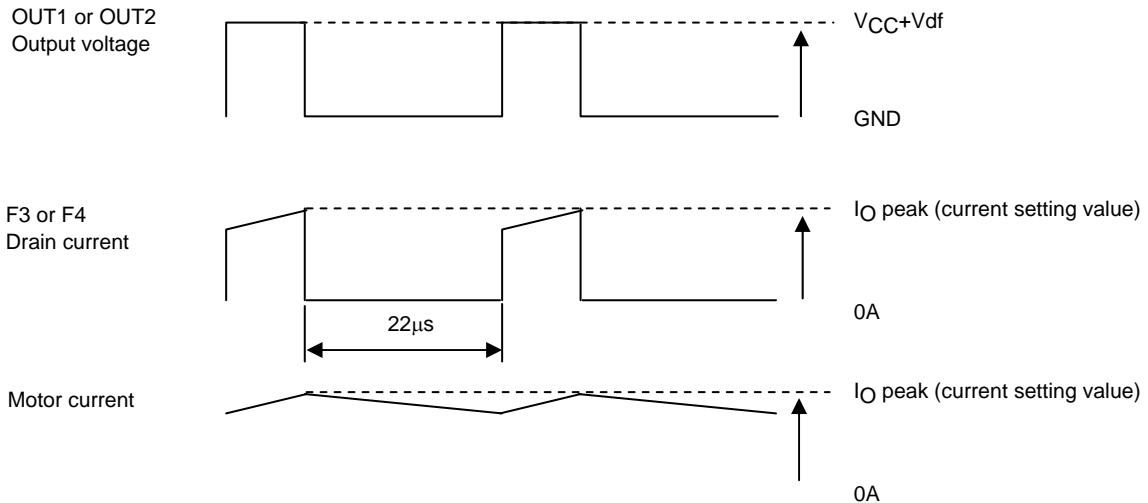 OUT1 or OUT2
Output voltage
VCC+Vdf
GND
F3 or F4
Drain current
IO peak (current setting value)
0A
22μs
Motor current
IO peak (current setting value)
0A